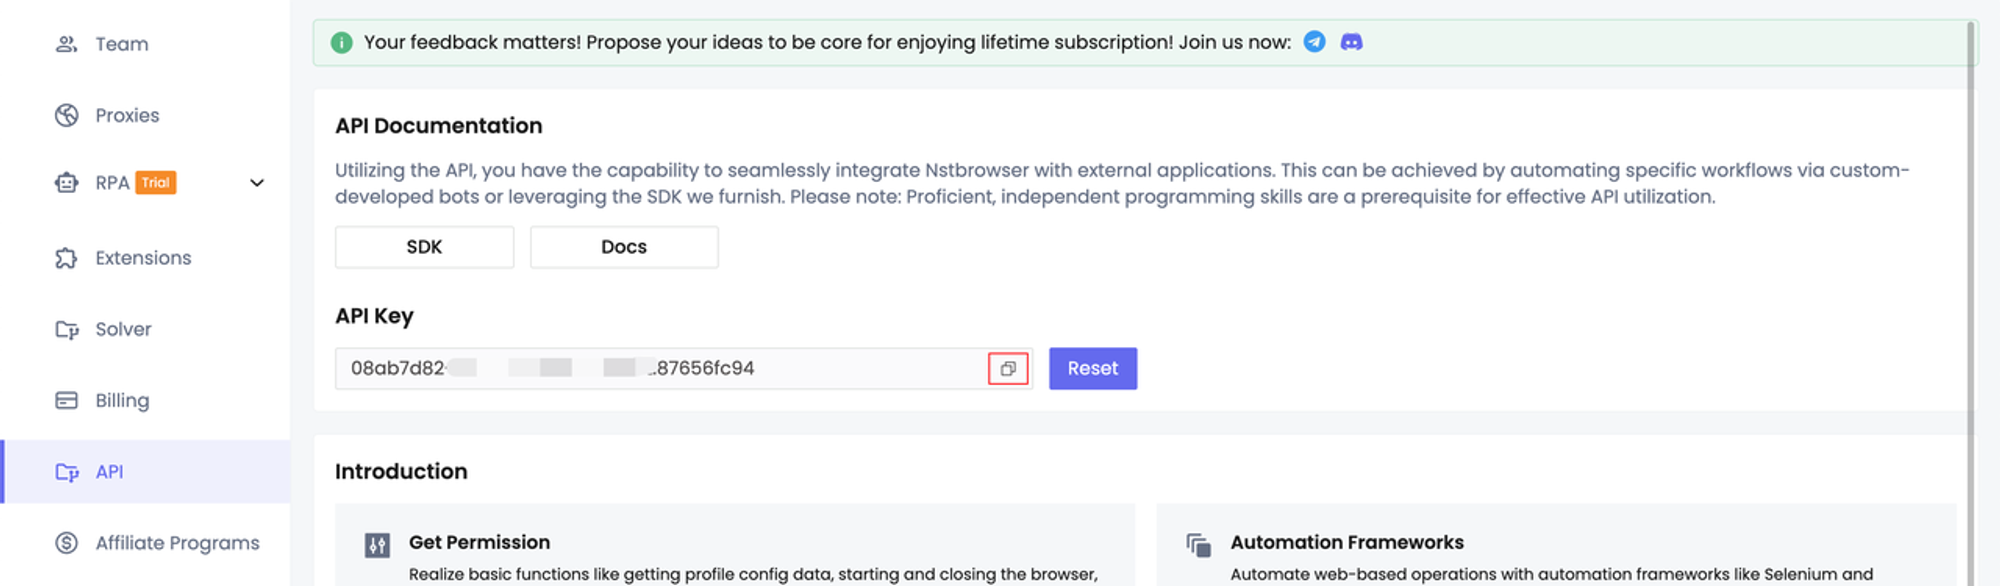 Team
Proxies
RPA Trial
Extensions
Solver
Billing
API
Affiliate Programs
Your feedback matters! Propose your ideas to be core for enjoying lifetime subscription! Join us now:
API Documentation
Utilizing the API, you have the capability to seamlessly integrate Nstbrowser with external applications. This can be achieved by automating specific workflows via custom-
developed bots or leveraging the SDK we furnish. Please note: Proficient, independent programming skills are a prerequisite for effective API utilization.
SDK
Docs
API Key
08ab7d82 87656fc94
Reset
Introduction
Get Permission
Realize basic functions like getting profile config data, starting and closing the browser,
Automation Frameworks
Automate web-based operations with automation frameworks like Selenium and